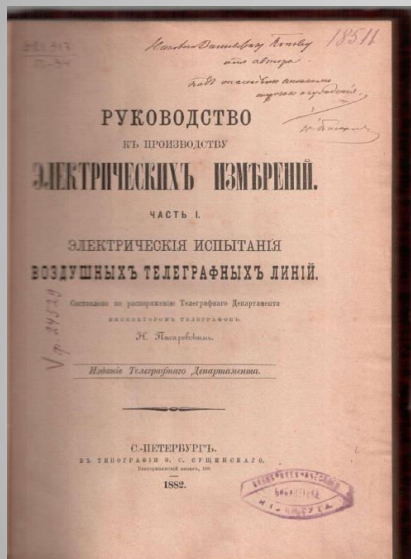 18511
отъ автора
РУКОВОДСТВО
КЪ ПРОИЗВОДСТВУ
ЭЛЕКТРИЧЕСКИХЪ ИЗМѢРЕНІЙ.
ЧАСТЬ I.
ЭЛЕКТРИЧЕСКІЯ ИСПЫТАНІЯ
ВОЗДУШНЫХЪ ТЕЛЕГРАФНЫХЪ ЛИНІЙ.
Составлено по распоряженію Телеграфнаго Департамента
ИНСПЕКТОРОМЪ ТЕЛЕГРАФОВЪ
Н. Писаревскимъ.
Изданіе Телеграфнаго Департамента.
С.-ПЕТЕРБУРГЪ.
ВЪ ТИПОГРАФІИ Ф. С. СУЩИНСКАГО.
1882.